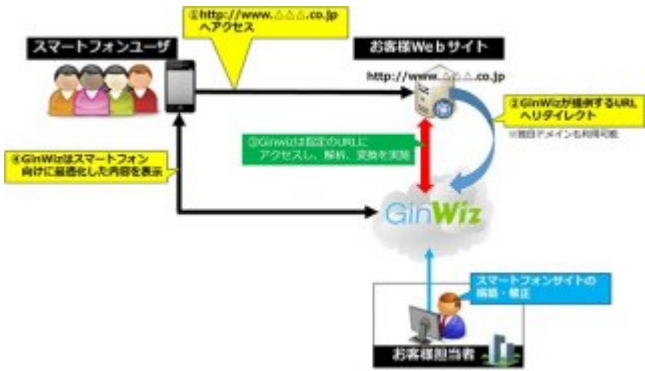 ①http://www.△△△.co.jp
へアクセス
スマートフォンユーザ
お客様Webサイト
http://www.△△△.co.jp
②GinWizが提供するURL
へリダイレクト
※独自ドメインも利用可能
③Ginwizは指定のURLに
アクセスし、解析、変換を実施
④GinWizはスマートフォン
向けに最適化した内容を表示
GinWiz
スマートフォンサイトの
構築・修正
お客様担当者